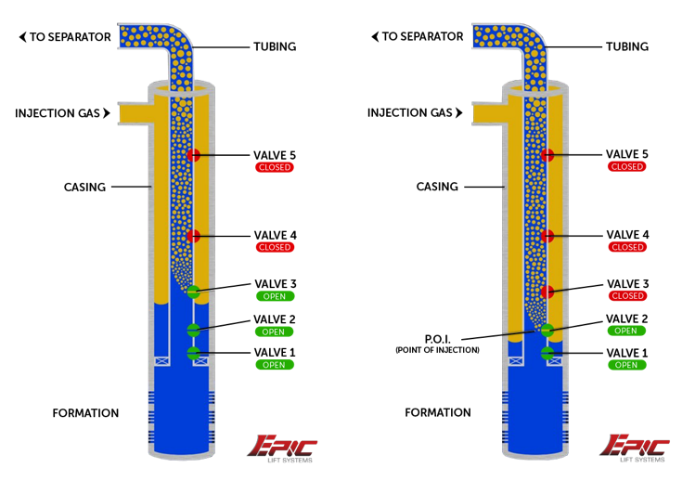 TO SEPARATOR
TUBING
INJECTION GAS
VALVE 5
CLOSED
CASING
VALVE 4
CLOSED
VALVE 3
OPEN
VALVE 2
OPEN
VALVE 1
OPEN
FORMATION
EPIC
LIFT SYSTEMS
TO SEPARATOR
TUBING
INJECTION GAS
VALVE 5
CLOSED
CASING
VALVE 4
CLOSED
VALVE 3
CLOSED
VALVE 2
OPEN
P.O.I.
(POINT OF INJECTION)
VALVE 1
OPEN
FORMATION
EPIC
LIFT SYSTEMS